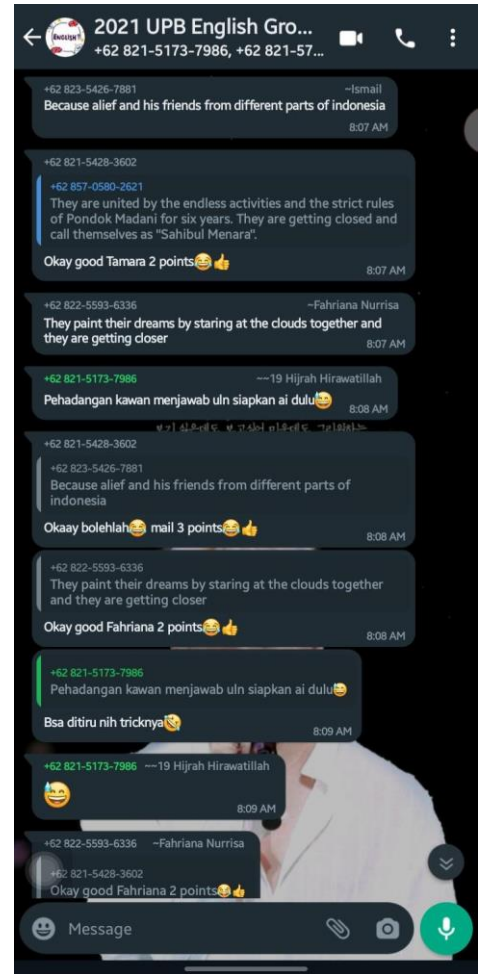 2021 UPB English Gro...
+62 821-5173-7986, +62 821-57...
ENGLISH
+62 823-5426-7881 ~Ismail
Because alief and his friends from different parts of indonesia
8:07 AM
+62 821-5428-3602
+62 857-0580-2621
They are united by the endless activities and the strict rules
of Pondok Madani for six years. They are getting closed and
call themselves as "Sahibul Menara".
Okay good Tamara 2 points😂👍
8:07 AM
+62 822-5593-6336 ~Fahriana Nurrisa
They paint their dreams by staring at the clouds together and
they are getting closer
8:07 AM
+62 821-5173-7986 ~~19 Hijrah Hirawatillah
Pehadangan kawan menjawab uln siapkan ai dulu😅
8:08 AM
+62 821-5428-3602
+62 823-5426-7881
Because alief and his friends from different parts of
indonesia
Okaay bolehlah😂 mail 3 points😂👍
8:08 AM
+62 822-5593-6336
They paint their dreams by staring at the clouds together
and they are getting closer
Okay good Fahriana 2 points😂👍
8:08 AM
+62 821-5173-7986
Pehadangan kawan menjawab uln siapkan ai dulu😅
Bsa ditiru nih tricknya🤣
8:09 AM
+62 821-5173-7986 ~~19 Hijrah Hirawatillah
😅
8:09 AM
+62 822-5593-6336 ~Fahriana Nurrisa
+62 821-5428-3602
Okay good Fahriana 2 points😂👍
Message